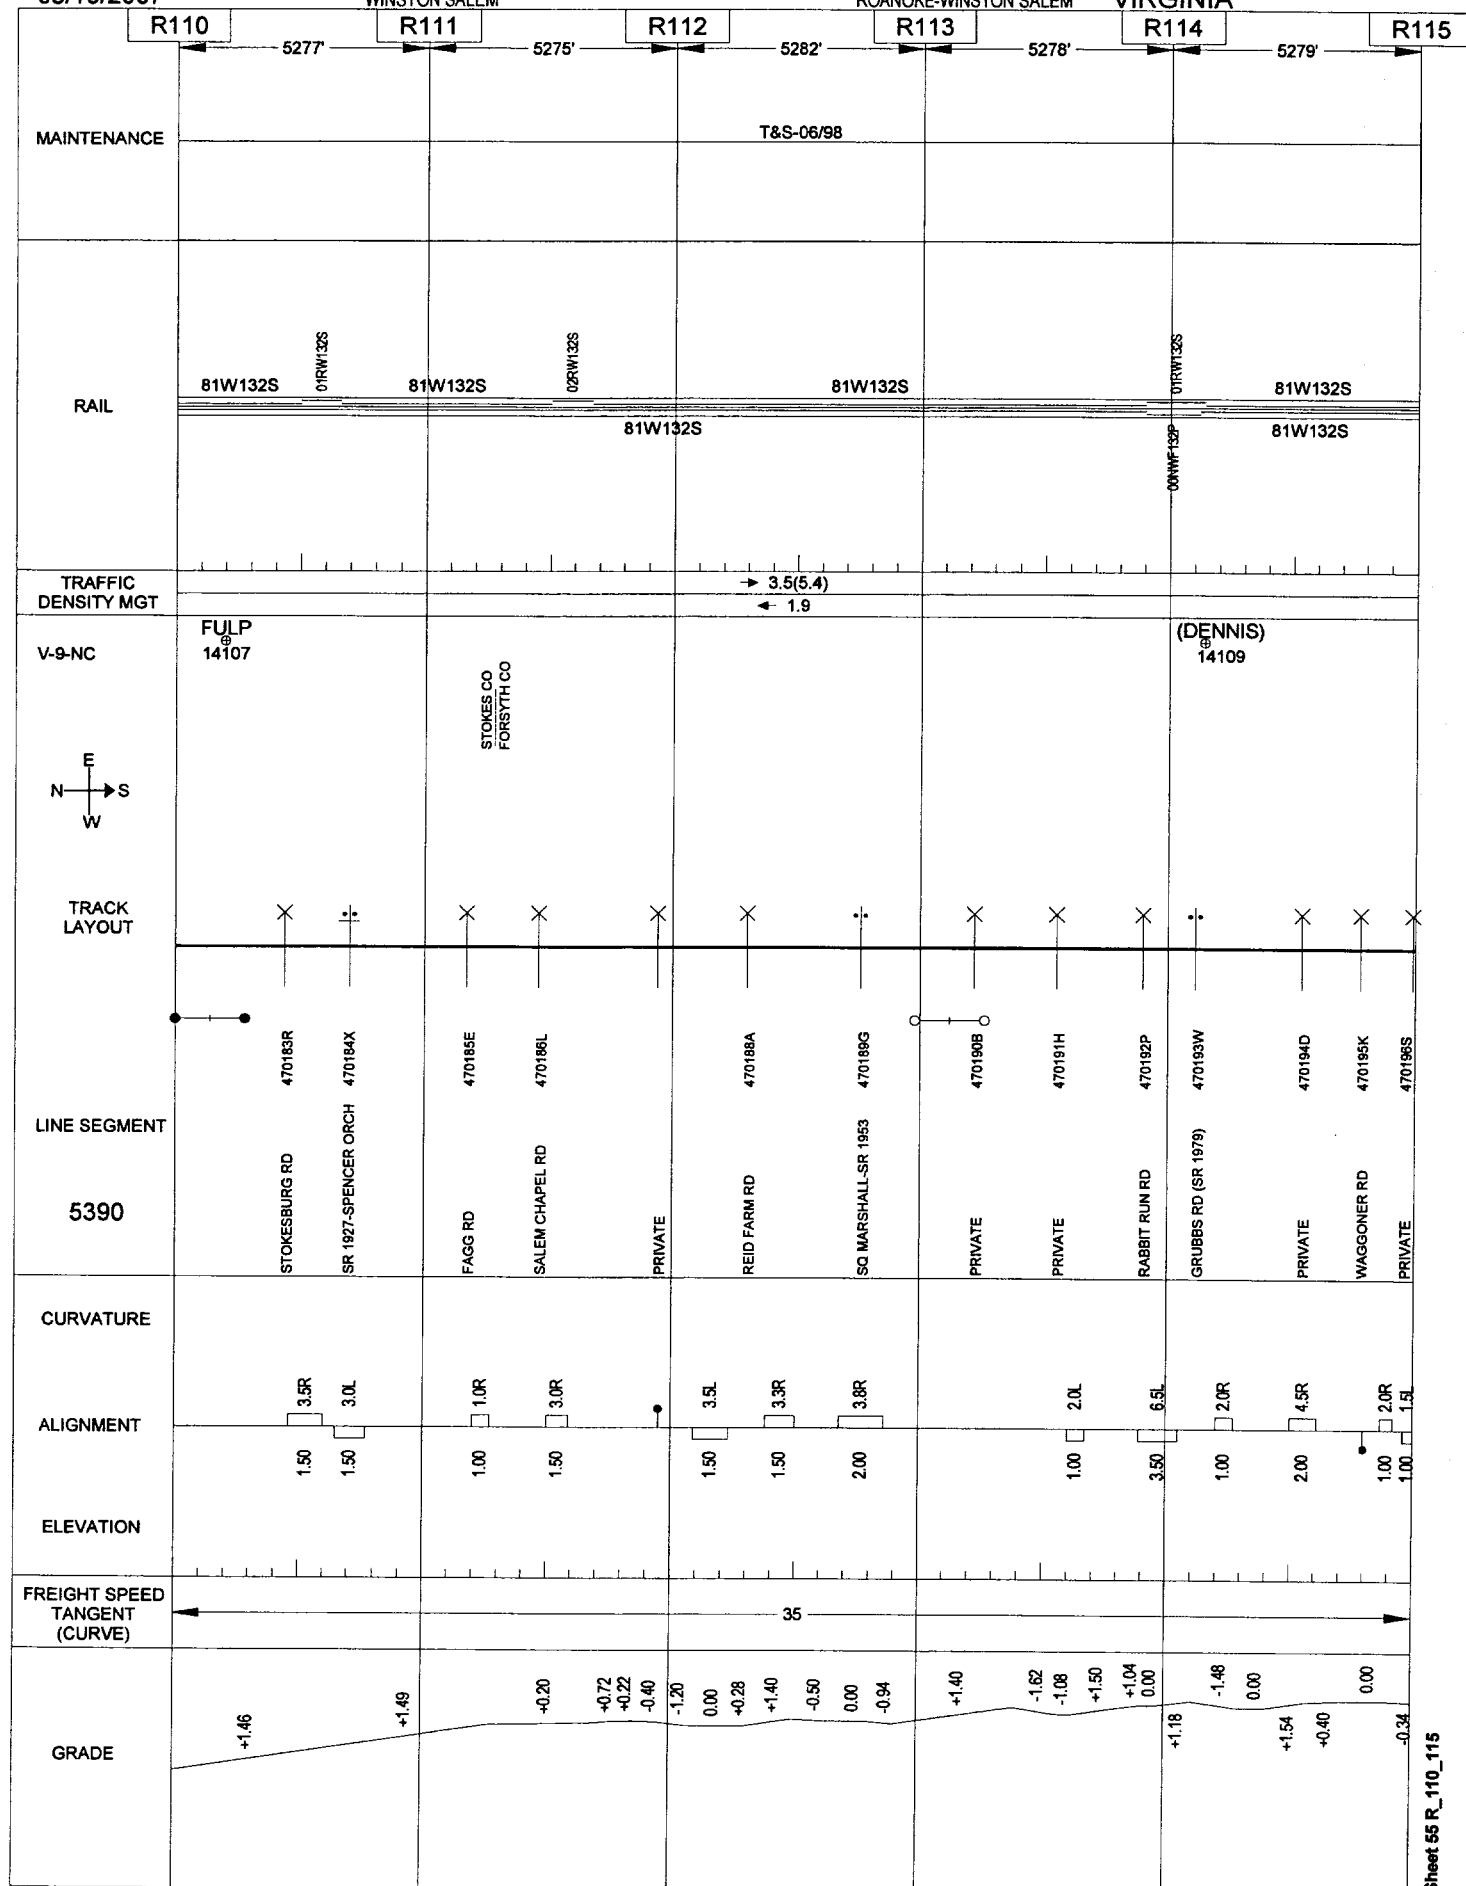 WINSTON SALEM ROANOKE-WINSTON SALEM VIRGINIA
R110 R111 R112 R113 R114 R115
5277' 5275' 5282' 5278' 5279'
MAINTENANCE
T&S-06/98
RAIL
01RW132S 02RW132S 01RW132S
81W132S 81W132S 81W132S 81W132S
81W132S 81W132S
00NWF132P
TRAFFIC
DENSITY MGT
→ 3.5(5.4)
← 1.9
V-9-NC
FULP
14107
STOKES CO
FORSYTH CO
(DENNIS)
14109
E
N S
W
TRACK
LAYOUT
470183R 470184X 470185E 470186L 470188A 470189G 470190B 470191H 470192P 470193W 470194D 470195K 470196S
LINE SEGMENT
5390
STOKESBURG RD
SR 1927-SPENCER ORCH
FAGG RD
SALEM CHAPEL RD
PRIVATE
REID FARM RD
SQ MARSHALL-SR 1953
PRIVATE
PRIVATE
RABBIT RUN RD
GRUBBS RD (SR 1979)
PRIVATE
WAGGONER RD
PRIVATE
CURVATURE
3.5R 3.0L 1.0R 3.0R 3.5L 3.3R 3.8R 2.0L 6.5L 2.0R 4.5R 2.0R 1.5L
ALIGNMENT
1.50 1.50 1.00 1.50 1.50 1.50 2.00 1.00 3.50 1.00 2.00 1.00 1.00
ELEVATION
FREIGHT SPEED
TANGENT
(CURVE)
35
GRADE
+1.46 +1.49 +0.20 +0.72 +0.22 -0.40 -1.20 0.00 +0.28 +1.40 -0.50 0.00 -0.94 +1.40 -1.62 -1.08 +1.50 +1.04 0.00 +1.18 -1.48 0.00 +1.54 +0.40 0.00 -0.34
Sheet 55 R_110_115